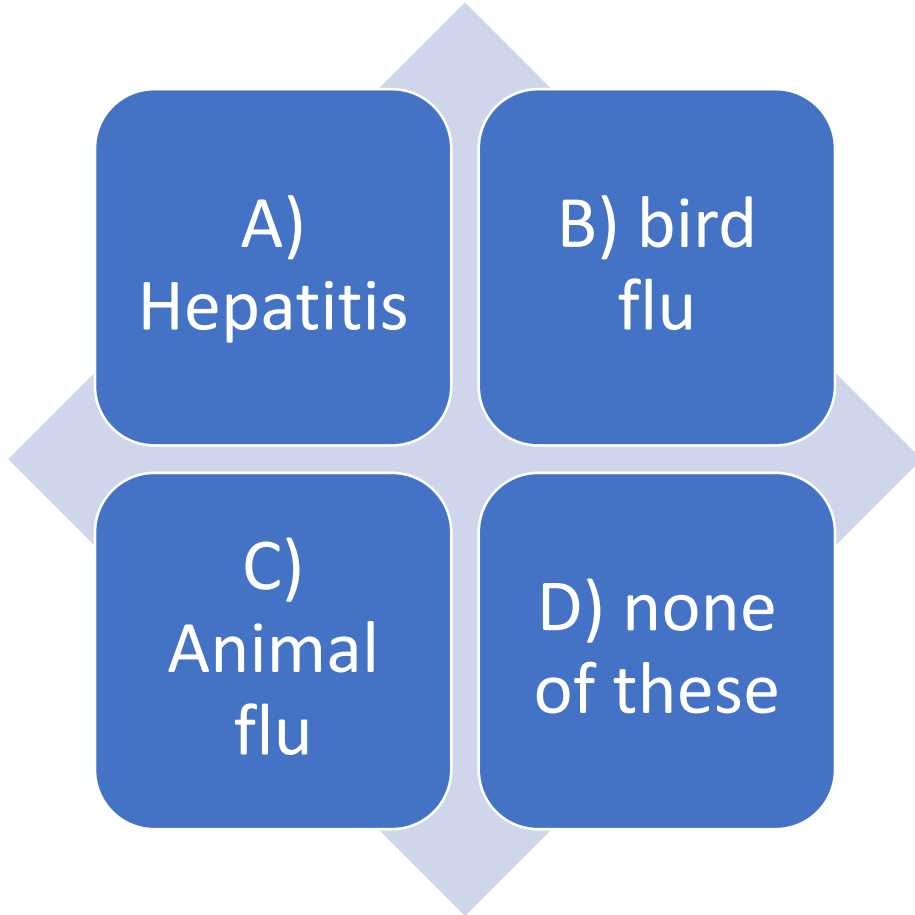 A)
Hepatitis
B) bird
flu
C)
Animal
flu
D) none
of these